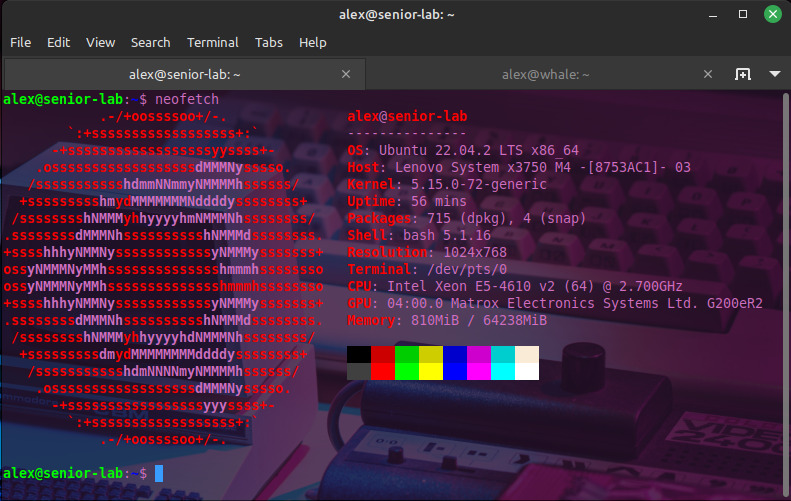 alex@senior-lab: ~
File Edit View Search Terminal Tabs Help
alex@senior-lab: ~ alex@whale: ~
alex@senior-lab:~$ neofetch
.-/+oossssoo+/-. alex@senior-lab
`:+ssssssssssssssssss+:` ---------------
-+ssssssssssssssssssyyssss+- OS: Ubuntu 22.04.2 LTS x86_64
.ossssssssssssssssssdMMMNysssso. Host: Lenovo System x3750 M4 -[8753AC1]- 03
/ssssssssssshdmmNNmmyNMMMMhssssss/ Kernel: 5.15.0-72-generic
+ssssssssshmydMMMMMMMNddddyssssssss+ Uptime: 56 mins
/sssssssshNMMMyhhyyyyhmNMMMNhssssssss/ Packages: 715 (dpkg), 4 (snap)
.ssssssssdMMMNhsssssssssshNMMMdssssssss. Shell: bash 5.1.16
+sssshhhyNMMNyssssssssssssyNMMMysssssss+ Resolution: 1024x768
ossyNMMMNyMMhsssssssssssssshmmmhssssssso Terminal: /dev/pts/0
ossyNMMMNyMMhsssssssssssssshmmmhssssssso CPU: Intel Xeon E5-4610 v2 (64) @ 2.700GHz
+sssshhhyNMMNyssssssssssssyNMMMysssssss+ GPU: 04:00.0 Matrox Electronics Systems Ltd. G200eR2
.ssssssssdMMMNhsssssssssshNMMMdssssssss. Memory: 810MiB / 64238MiB
/sssssssshNMMMyhhyyyyhdNMMMNhssssssss/
+sssssssssdmydMMMMMMMMddddyssssssss+
/ssssssssssshdmNNNNmyNMMMMhssssss/
.ossssssssssssssssssdMMMNysssso.
-+sssssssssssssssssyyyssss+-
`:+ssssssssssssssssss+:`
.-/+oossssoo+/-.
alex@senior-lab:~$